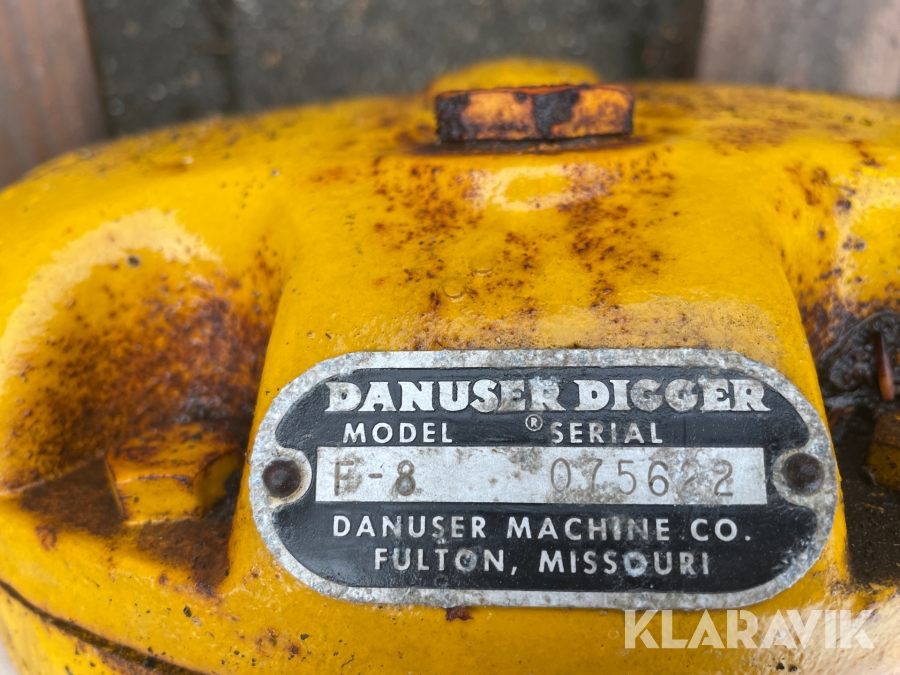 DANUSER DIGGER
MODEL ® SERIAL
F-8 075622
DANUSER MACHINE CO.
FULTON, MISSOURI
KLARAVIK